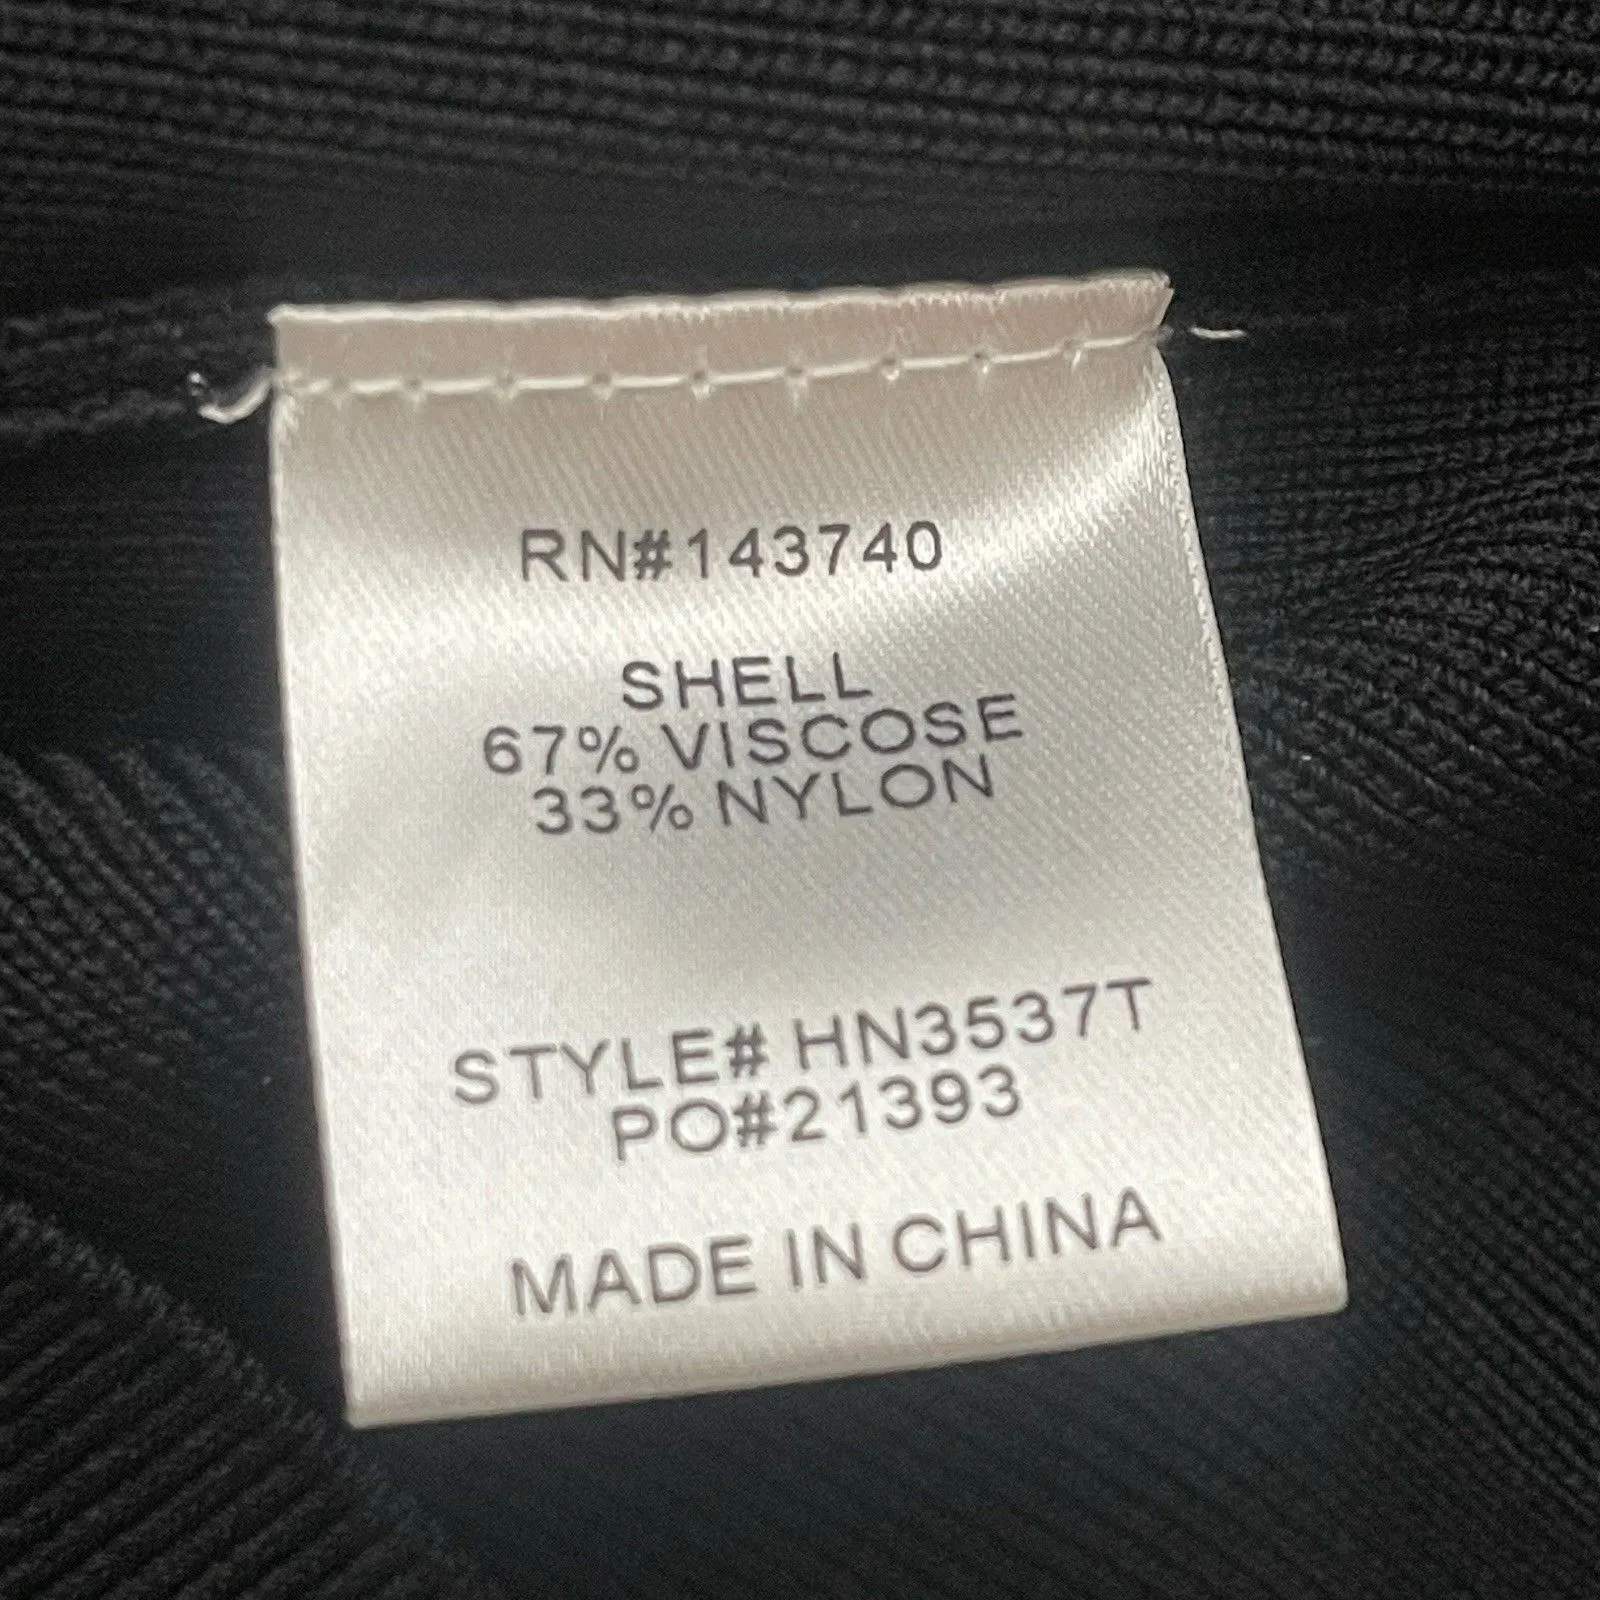 RN#143740
SHELL
67% VISCOSE
33% NYLON
STYLE# HN3537T
PO#21393
MADE IN CHINA